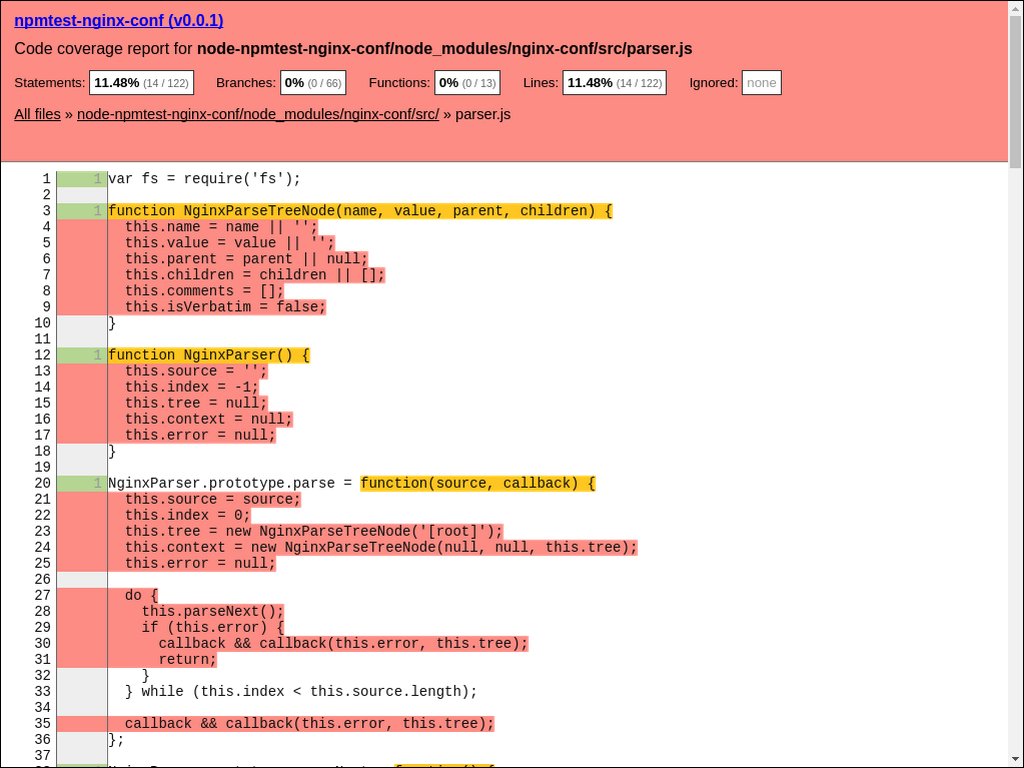 npmtest-nginx-conf (v0.0.1)
Code coverage report for node-npmtest-nginx-conf/node_modules/nginx-conf/src/parser.js
Statements: 11.48% (14 / 122) Branches: 0% (0 / 66) Functions: 0% (0 / 13) Lines: 11.48% (14 / 122) Ignored: none
All files » node-npmtest-nginx-conf/node_modules/nginx-conf/src/ » parser.js
1 1 var fs = require('fs');
2
3 1 function NginxParseTreeNode(name, value, parent, children) {
4 this.name = name || '';
5 this.value = value || '';
6 this.parent = parent || null;
7 this.children = children || [];
8 this.comments = [];
9 this.isVerbatim = false;
10 }
11
12 1 function NginxParser() {
13 this.source = '';
14 this.index = -1;
15 this.tree = null;
16 this.context = null;
17 this.error = null;
18 }
19
20 1 NginxParser.prototype.parse = function(source, callback) {
21 this.source = source;
22 this.index = 0;
23 this.tree = new NginxParseTreeNode('[root]');
24 this.context = new NginxParseTreeNode(null, null, this.tree);
25 this.error = null;
26
27 do {
28 this.parseNext();
29 if (this.error) {
30 callback && callback(this.error, this.tree);
31 return;
32 }
33 } while (this.index < this.source.length);
34
35 callback && callback(this.error, this.tree);
36 };
37